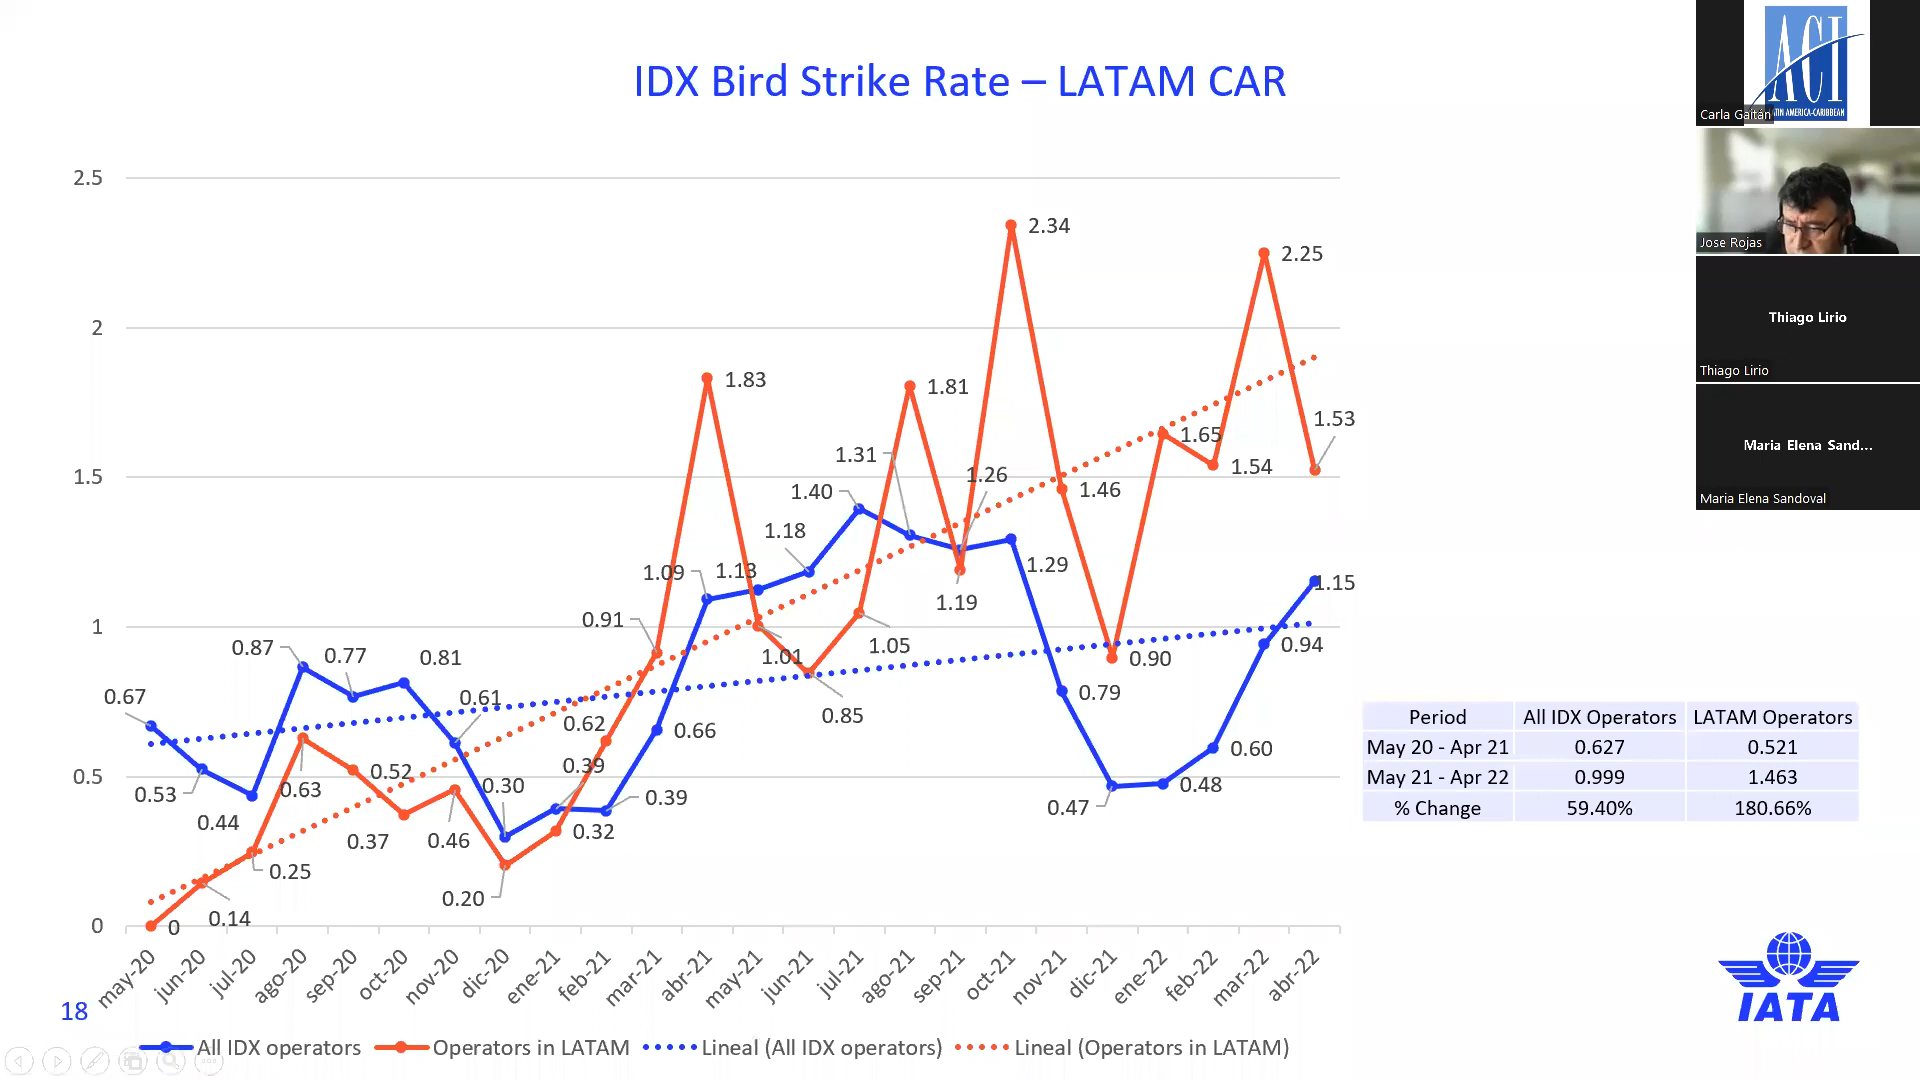 IDX Bird Strike Rate – LATAM CAR
ACI
LATIN AMERICA-CARIBBEAN
Carla Gaitán
Jose Rojas
Thiago Lirio
Thiago Lirio
Maria Elena Sand...
Maria Elena Sandoval
2.5
2
1.5
1
0.5
0
0.67
0.53
0.44
0.87
0.77
0.81
0.61
0.30
0.39
0.39
0.66
1.09
1.13
1.18
1.40
1.31
1.26
1.29
0.79
0.47
0.48
0.60
0.94
1.15
0
0.14
0.25
0.63
0.52
0.37
0.46
0.20
0.32
0.62
0.91
1.83
1.01
0.85
1.05
1.81
1.19
2.34
1.46
0.90
1.65
1.54
2.25
1.53
may-20
jun-20
jul-20
ago-20
sep-20
oct-20
nov-20
dic-20
ene-21
feb-21
mar-21
abr-21
may-21
jun-21
jul-21
ago-21
sep-21
oct-21
nov-21
dic-21
ene-22
feb-22
mar-22
abr-22
Period All IDX Operators LATAM Operators
May 20 - Apr 21 0.627 0.521
May 21 - Apr 22 0.999 1.463
% Change 59.40% 180.66%
IATA
18
All IDX operators Operators in LATAM Lineal (All IDX operators) Lineal (Operators in LATAM)